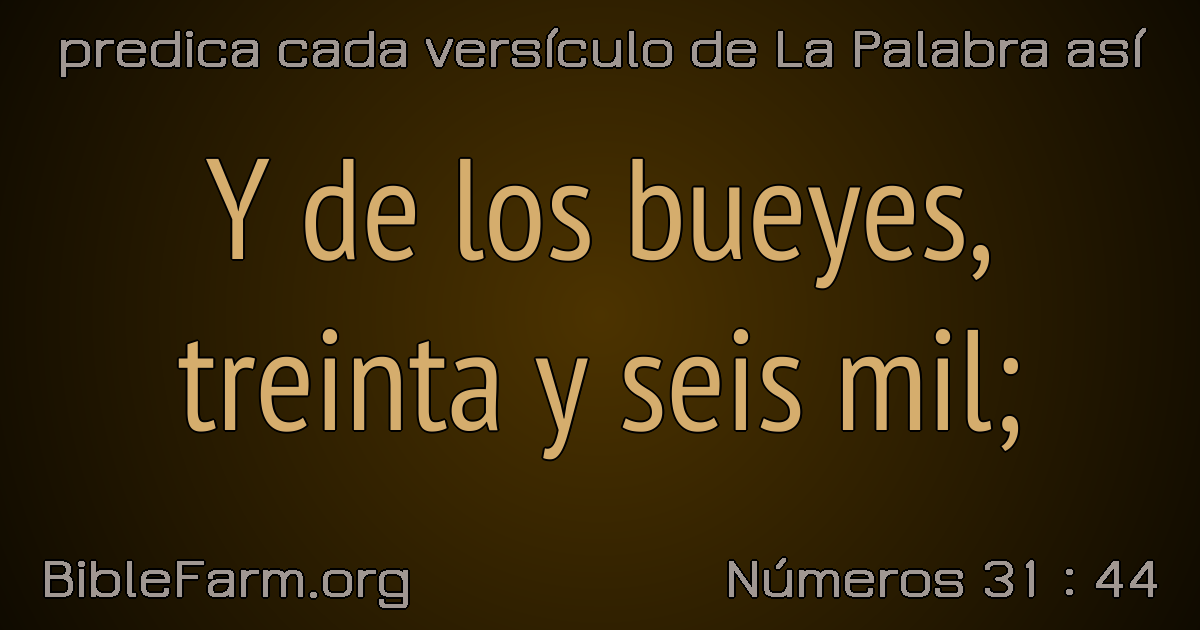 predica cada versículo de La Palabra así
Y de los bueyes,
treinta y seis mil;
BibleFarm.org
Números 31 : 44